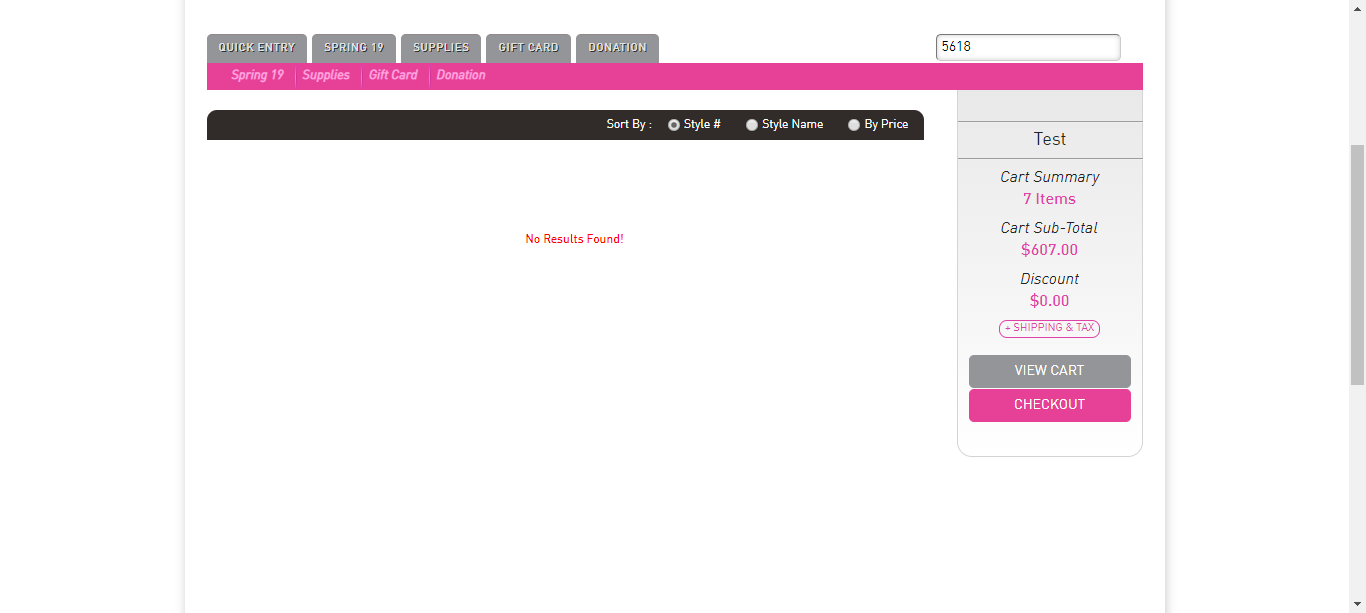 QUICK ENTRY SPRING 19 SUPPLIES GIFT CARD DONATION 5618
Spring 19 Supplies Gift Card Donation
Sort By : Style # Style Name By Price
Test
Cart Summary
7 Items
Cart Sub-Total
No Results Found!
$607.00
Discount
$0.00
+ SHIPPING & TAX
VIEW CART
CHECKOUT